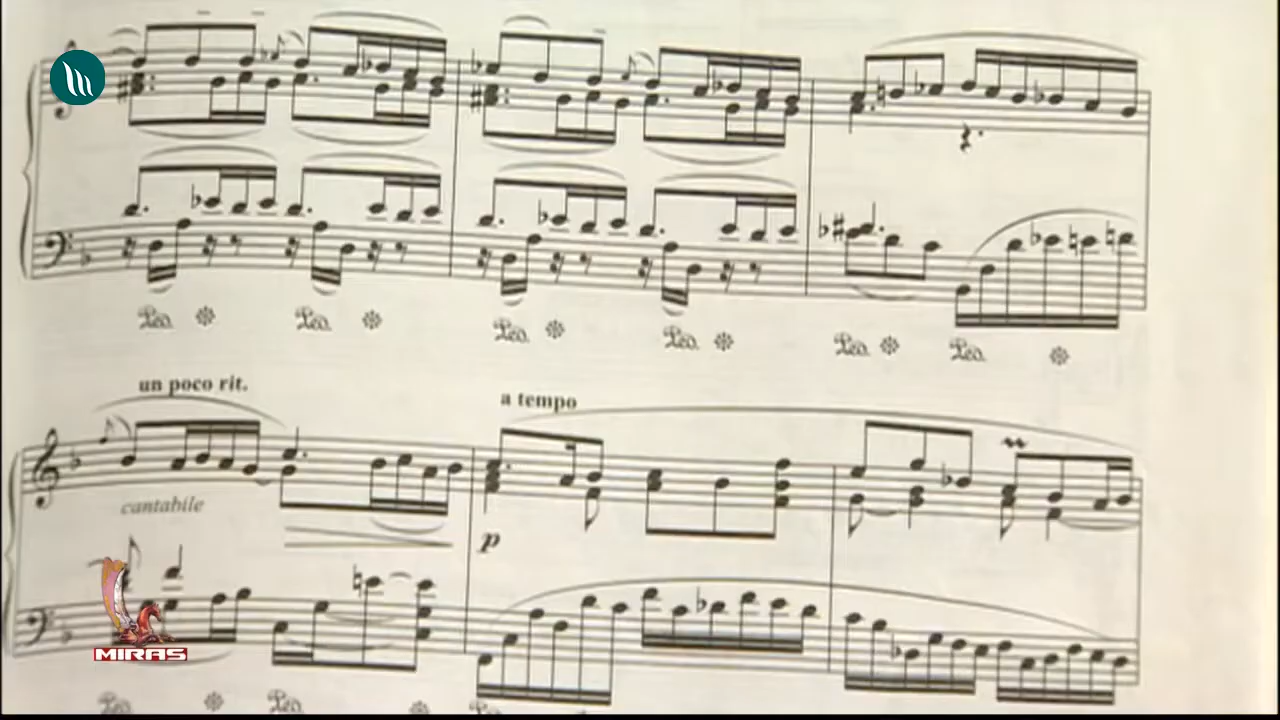 un poco rit.
a tempo
cantabile
p
MIRAS